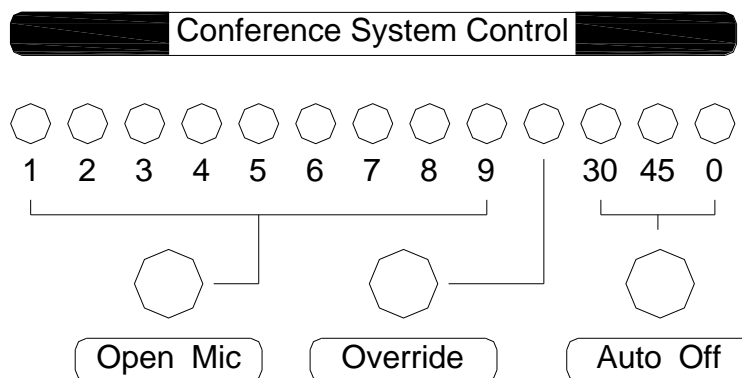 Conference System Control
1 2 3 4 5 6 7 8 9 30 45 0
Open Mic Override Auto Off